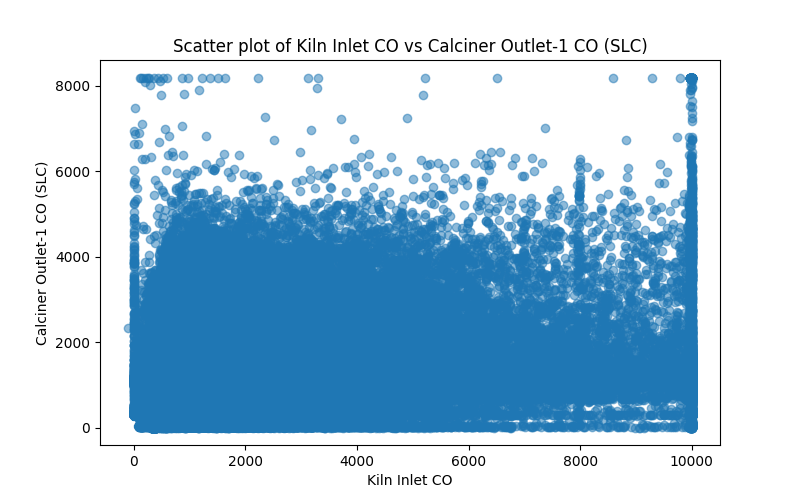 Scatter plot of Kiln Inlet CO vs Calciner Outlet-1 CO (SLC)
8000
6000
4000
2000
0
Calciner Outlet-1 CO (SLC)
0 2000 4000 6000 8000 10000
Kiln Inlet CO